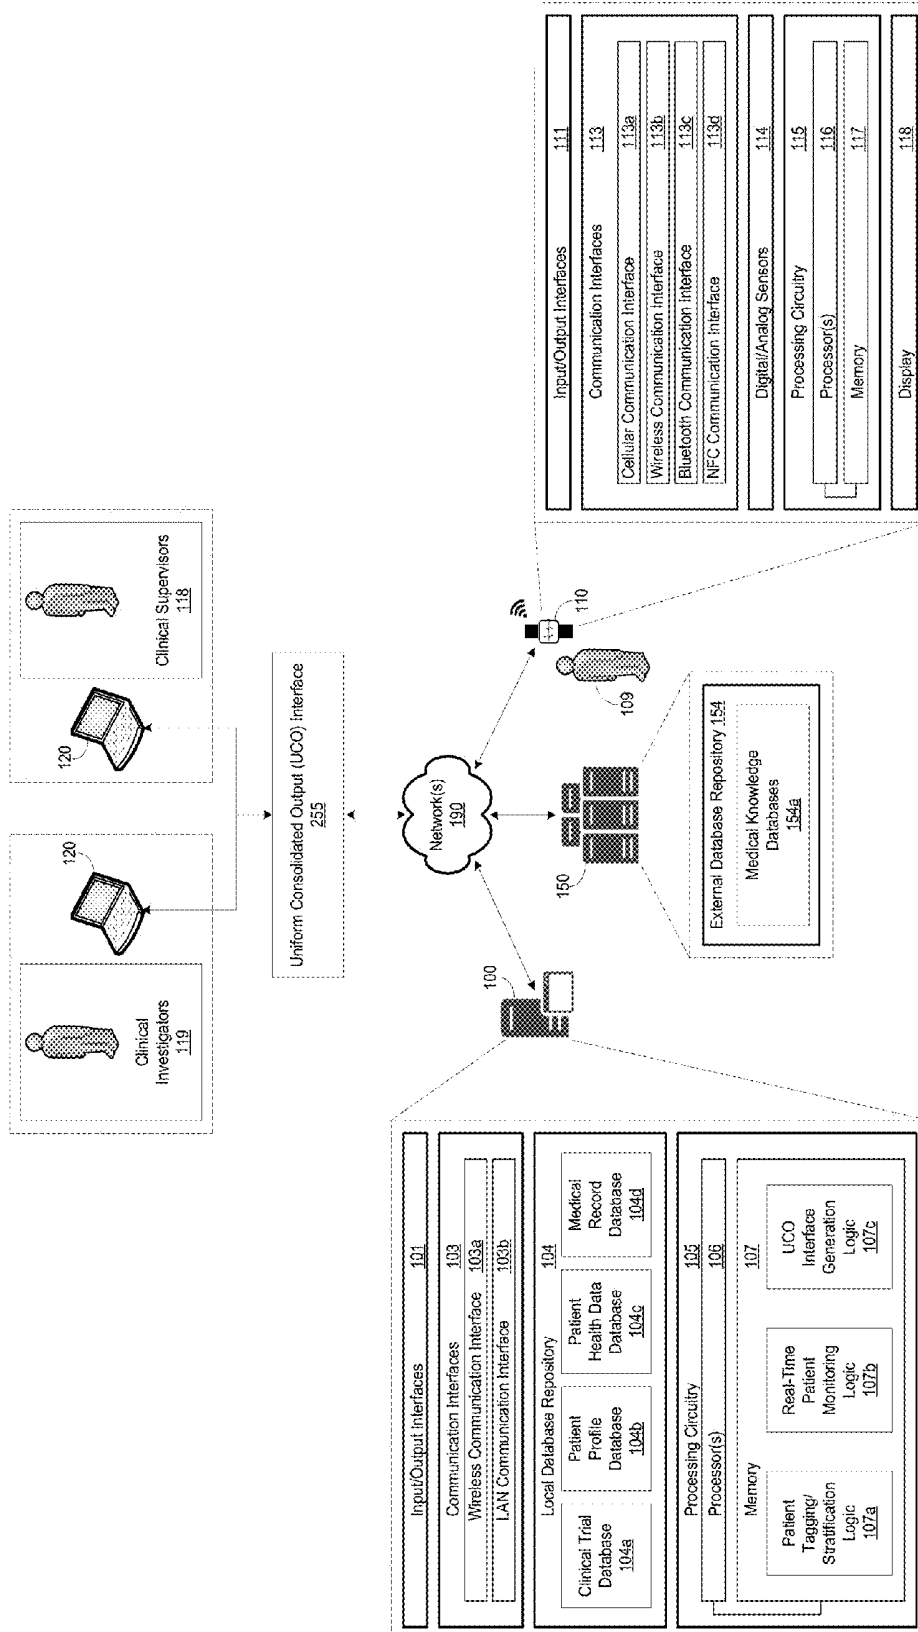 Clinical
Investigators
119
120
120
Clinical Supervisors
118
Uniform Consolidated Output (UCO) Interface
255
Network(s)
190
100
150
109
110
External Database Repository 154
Medical Knowledge
Databases
154a
Input/Output Interfaces 101
Communication Interfaces 103
Wireless Communication Interface 103a
LAN Communication Interface 103b
Local Database Repository 104
Clinical Trial
Database
104a
Patient
Profile
Database
104b
Patient
Health Data
Database
104c
Medical
Record
Database
104d
Processing Circuitry 105
Processor(s) 106
Memory 107
Patient
Tagging/
Stratification
Logic
107a
Real-Time
Patient
Monitoring
Logic
107b
UCO
Interface
Generation
Logic
107c
Input/Output Interfaces 111
Communication Interfaces 113
Cellular Communication Interface 113a
Wireless Communication Interface 113b
Bluetooth Communication Interface 113c
NFC Communication Interface 113d
Digital/Analog Sensors 114
Processing Circuitry 115
Processor(s) 116
Memory 117
Display 118